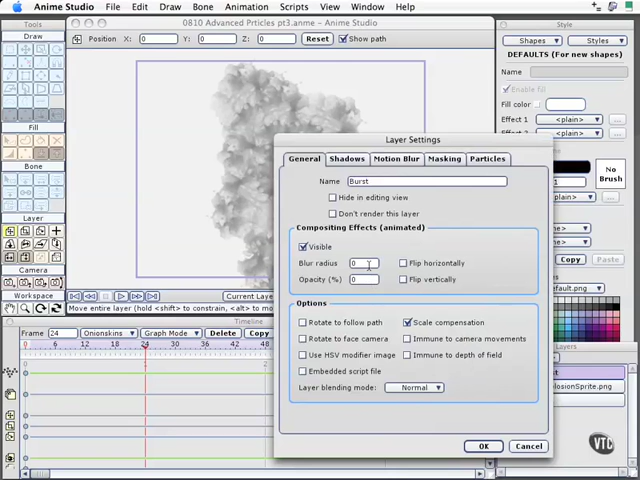 Anime Studio File Edit Draw Bone Animation Scripts View Window Help
Tools
0810 Advanced Prticles pt3.anme - Anime Studio
Style
Draw
Position X: 0 Y: 0 Z: 0 Reset Show path
Shapes Styles
DEFAULTS (For new shapes)
Name
Enable fill
Fill color
Effect 1 <plain> ...
Effect 2 <plain> ...
Fill
Bone
Layer
Camera
Workspace
No Brush
Copy Paste
Layer Settings
General Shadows Motion Blur Masking Particles
Name Burst
Hide in editing view
Don't render this layer
Compositing Effects (animated)
Visible
Blur radius 0 Flip horizontally
Opacity (%) 0 Flip vertically
Options
Rotate to follow path Scale compensation
Rotate to face camera Immune to camera movements
Use HSV modifier image Immune to depth of field
Embedded script file
Layer blending mode: Normal
OK Cancel
Move entire layer (hold <shift> to constrain, <alt> to
Timeline
Frame 24 Onionskins Graph Mode Delete Copy
0 6 12 18 24 30 36 42 48
1 2
Layers
plosionSprite.png
VTC